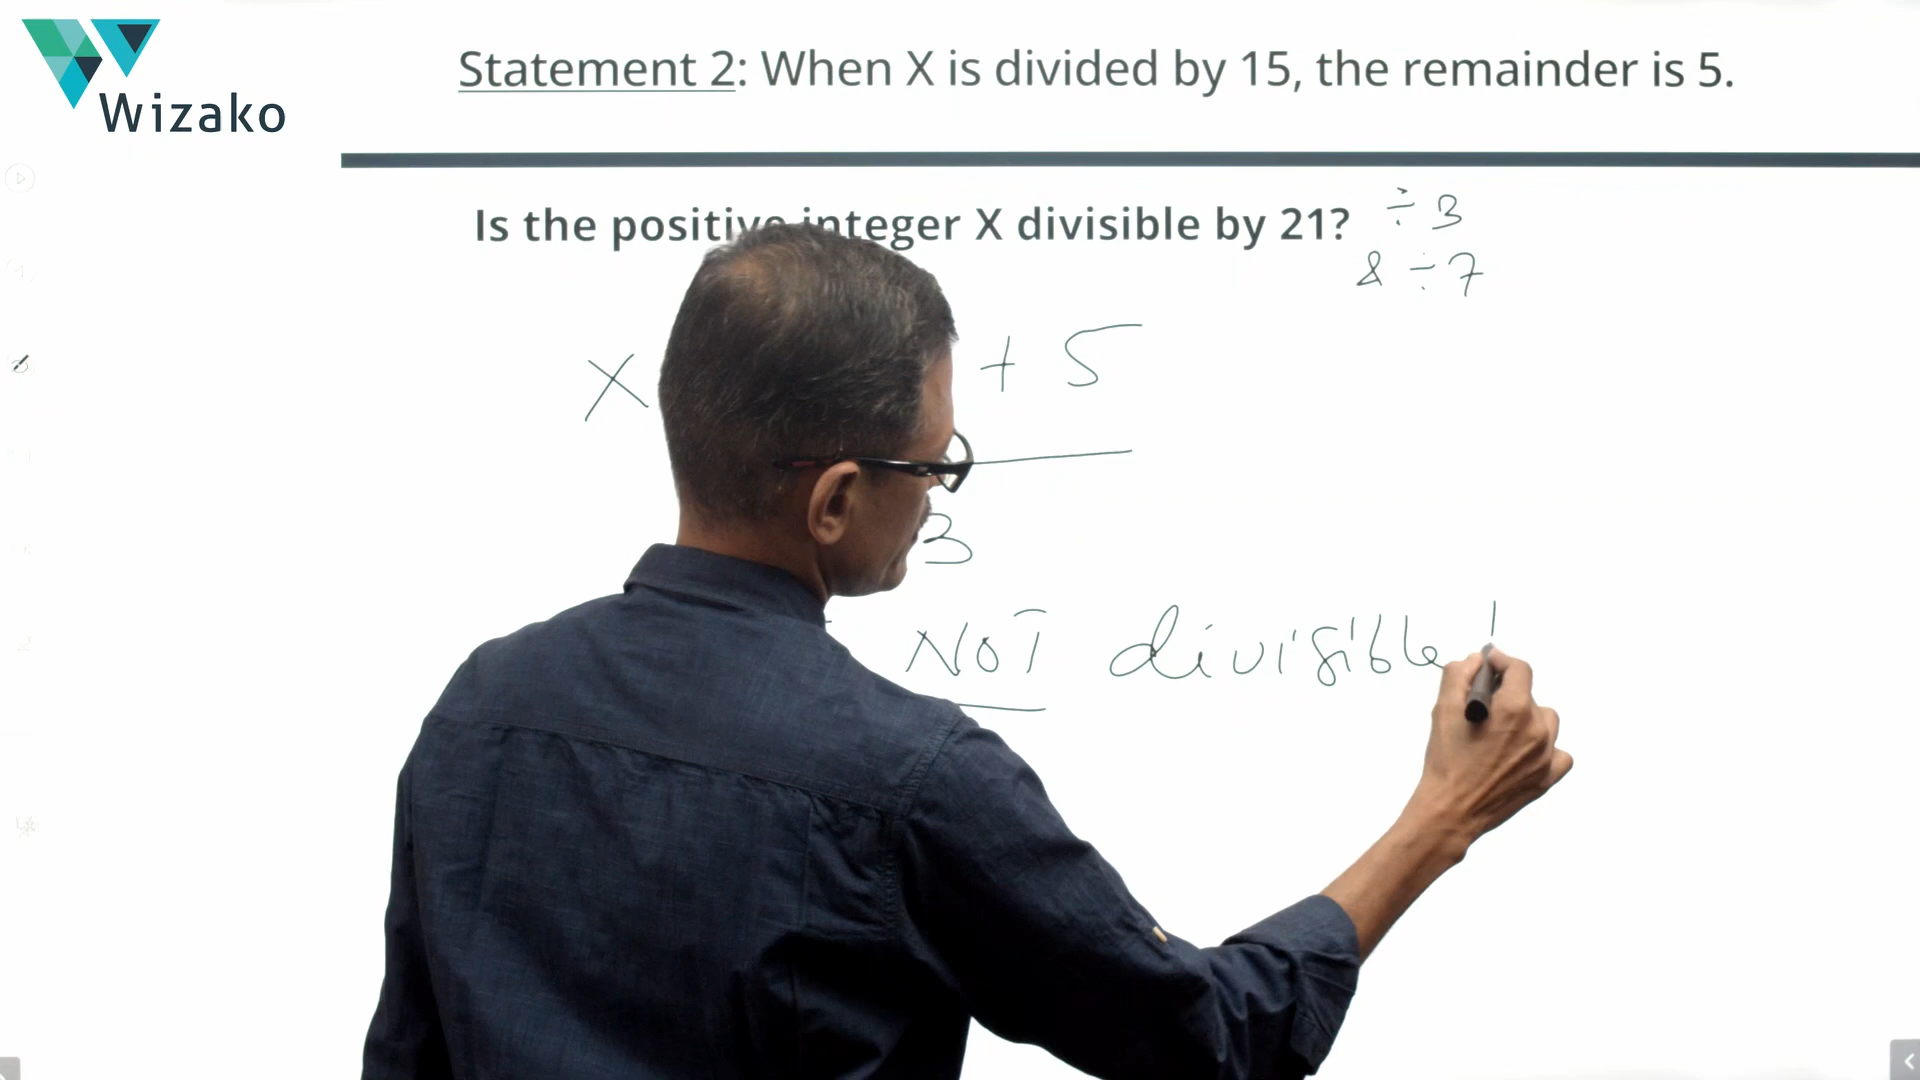 Wizako
Statement 2: When X is divided by 15, the remainder is 5.
Is the positive integer X divisible by 21? ÷ 3
& ÷ 7
X + 5
3
NOT divisible!